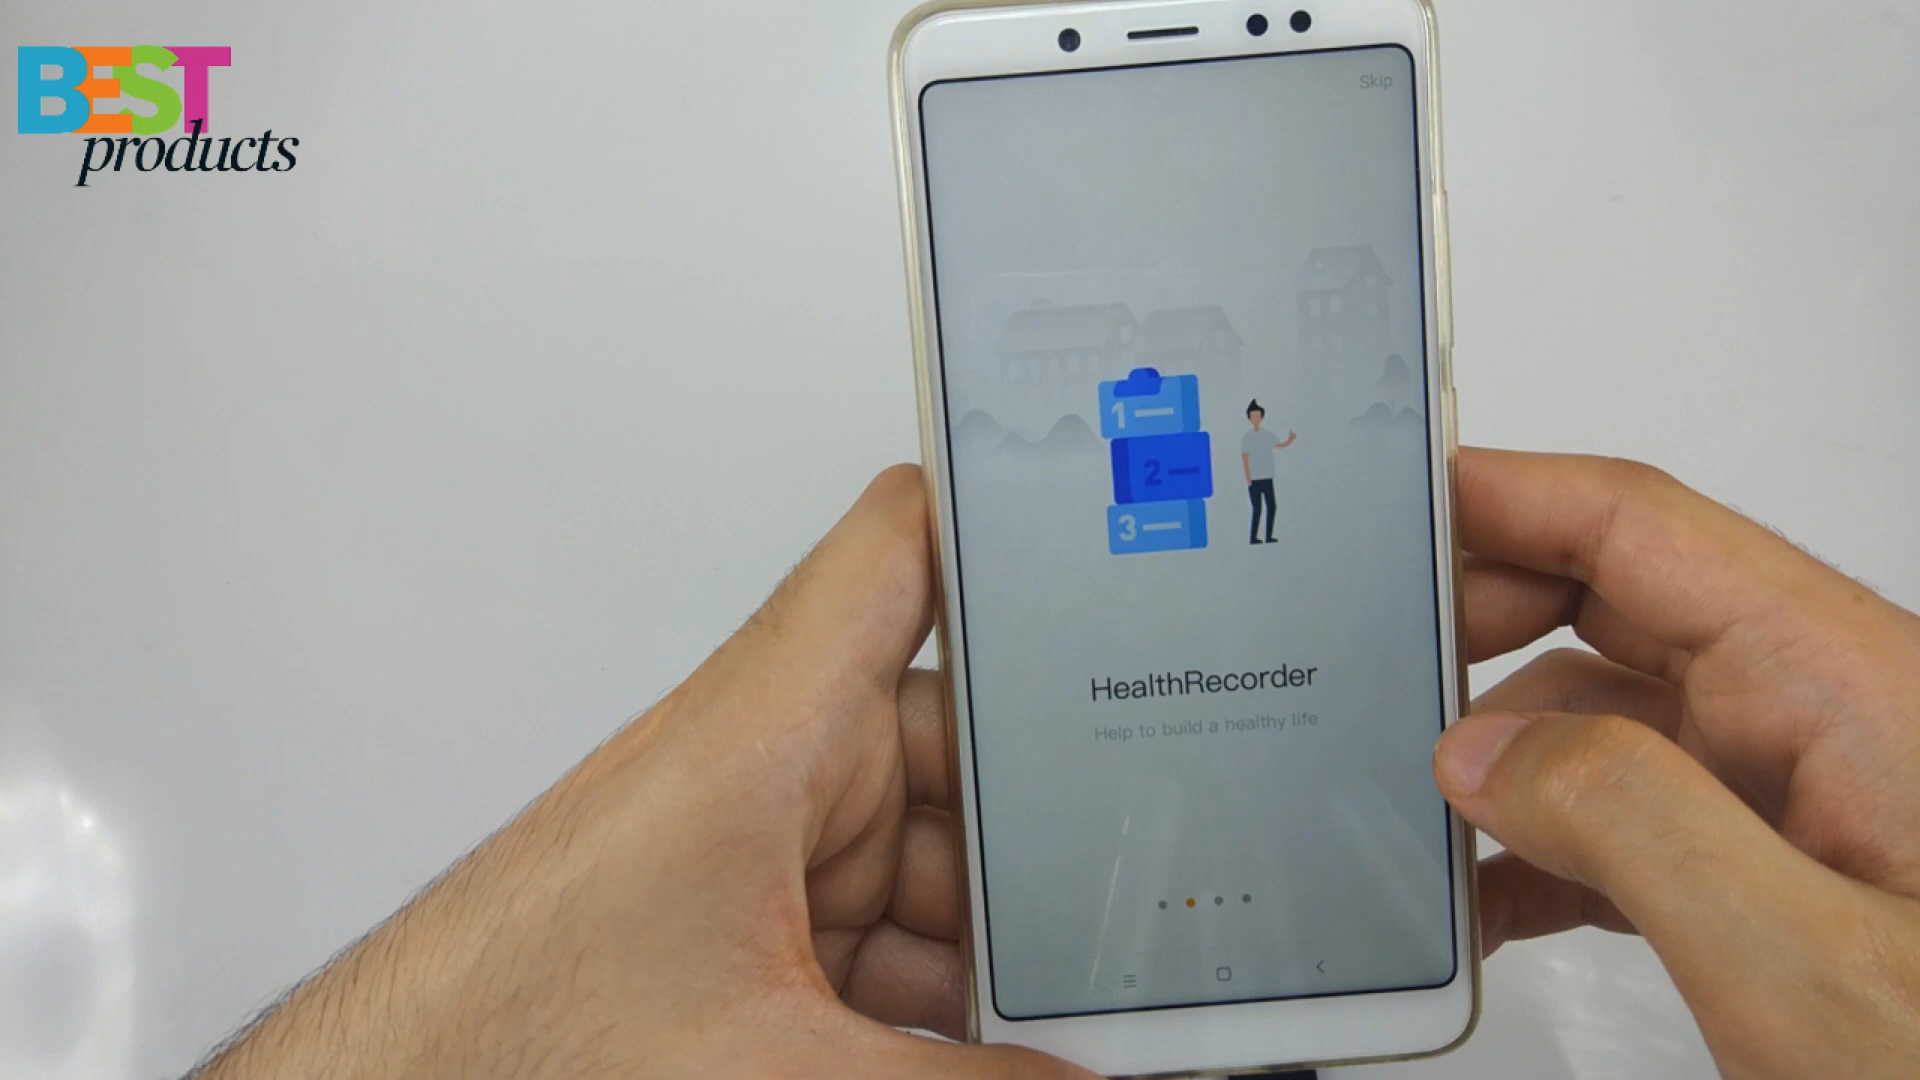 BEST
products
Skip
1
2
3
HealthRecorder
Help to build a healthy life